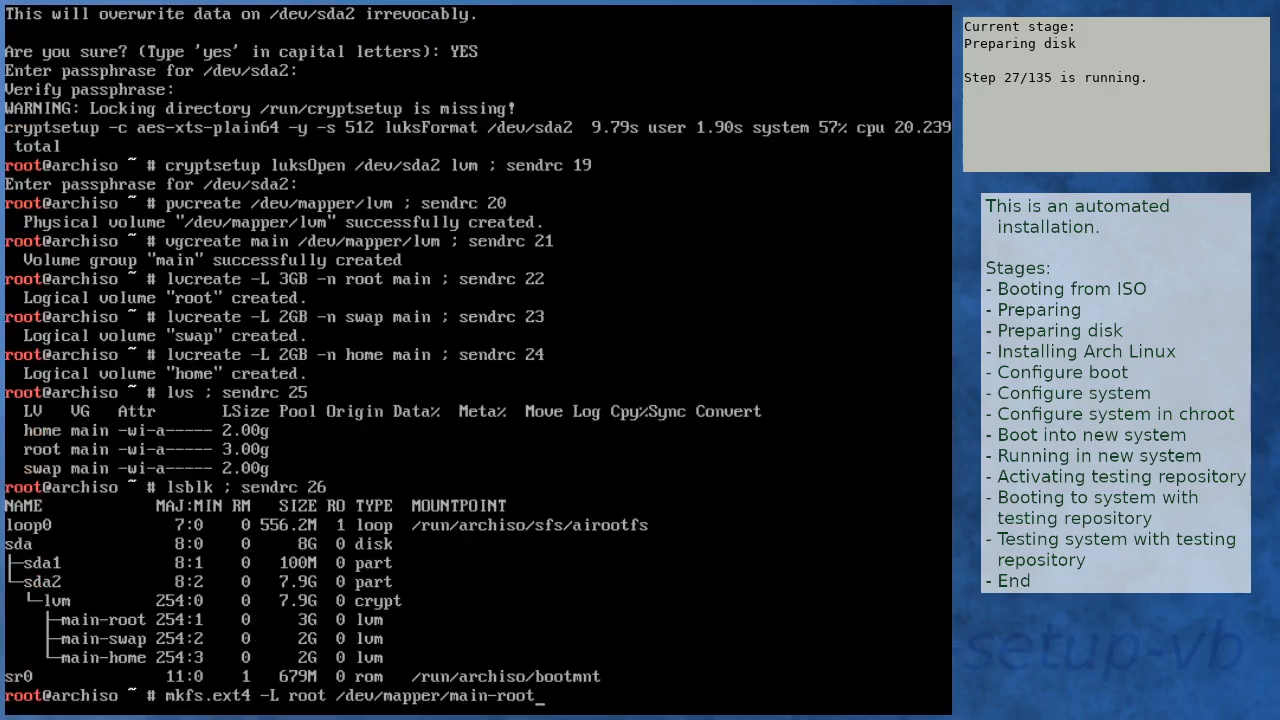 This will overwrite data on /dev/sda2 irrevocably.
Are you sure? (Type 'yes' in capital letters): YES
Enter passphrase for /dev/sda2:
Verify passphrase:
WARNING: Locking directory /run/cryptsetup is missing!
cryptsetup -c aes-xts-plain64 -y -s 512 luksFormat /dev/sda2  9.79s user 1.90s system 57% cpu 20.239
 total
root@archiso ~ # cryptsetup luksOpen /dev/sda2 lvm ; sendrc 19
Enter passphrase for /dev/sda2:
root@archiso ~ # pvcreate /dev/mapper/lvm ; sendrc 20
  Physical volume "/dev/mapper/lvm" successfully created.
root@archiso ~ # vgcreate main /dev/mapper/lvm ; sendrc 21
  Volume group "main" successfully created
root@archiso ~ # lvcreate -L 3GB -n root main ; sendrc 22
  Logical volume "root" created.
root@archiso ~ # lvcreate -L 2GB -n swap main ; sendrc 23
  Logical volume "swap" created.
root@archiso ~ # lvcreate -L 2GB -n home main ; sendrc 24
  Logical volume "home" created.
root@archiso ~ # lvs ; sendrc 25
  LV   VG   Attr       LSize Pool Origin Data%  Meta%  Move Log Cpy%Sync Convert
  home main -wi-a----- 2.00g
  root main -wi-a----- 3.00g
  swap main -wi-a----- 2.00g
root@archiso ~ # lsblk ; sendrc 26
NAME            MAJ:MIN RM   SIZE RO TYPE  MOUNTPOINT
loop0             7:0    0 556.2M  1 loop  /run/archiso/sfs/airootfs
sda               8:0    0     8G  0 disk
├─sda1            8:1    0   100M  0 part
└─sda2            8:2    0   7.9G  0 part
  └─lvm         254:0    0   7.9G  0 crypt
    ├─main-root 254:1    0     3G  0 lvm
    ├─main-swap 254:2    0     2G  0 lvm
    └─main-home 254:3    0     2G  0 lvm
sr0              11:0    1   679M  0 rom   /run/archiso/bootmnt
root@archiso ~ # mkfs.ext4 -L root /dev/mapper/main-root_
Current stage:
Preparing disk
Step 27/135 is running.
This is an automated
installation.
Stages:
- Booting from ISO
- Preparing
- Preparing disk
- Installing Arch Linux
- Configure boot
- Configure system
- Configure system in chroot
- Boot into new system
- Running in new system
- Activating testing repository
- Booting to system with
testing repository
- Testing system with testing
repository
- End
-setup-vb